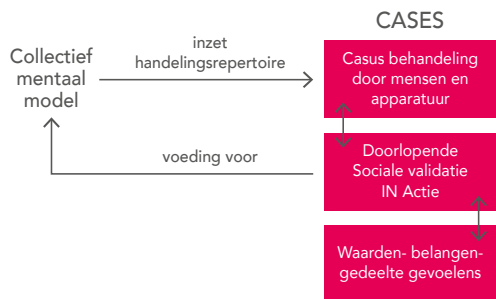 CASES
Collectief
mentaal
model
inzet
handelingsrepertoire
Casus behandeling
door mensen en
apparatuur
voeding voor
Doorlopende
Sociale validatie
IN Actie
Waarden- belangen-
gedeelte gevoelens